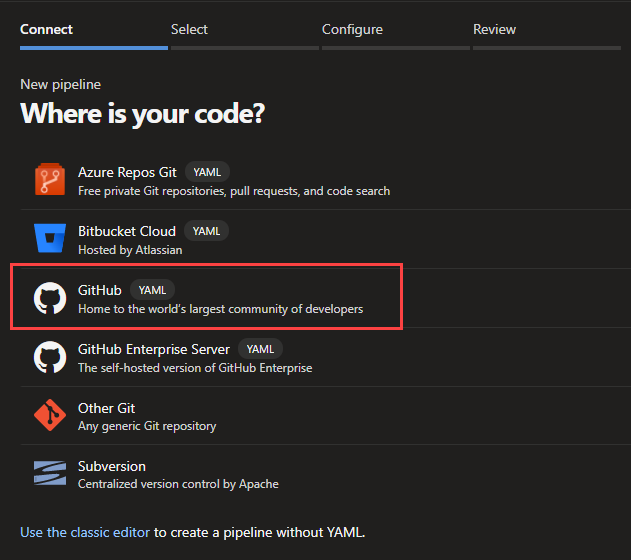 Connect Select Configure Review
New pipeline
Where is your code?
Azure Repos Git YAML
Free private Git repositories, pull requests, and code search
Bitbucket Cloud YAML
Hosted by Atlassian
GitHub YAML
Home to the world's largest community of developers
GitHub Enterprise Server YAML
The self-hosted version of GitHub Enterprise
Other Git
Any generic Git repository
Subversion
Centralized version control by Apache
Use the classic editor to create a pipeline without YAML.